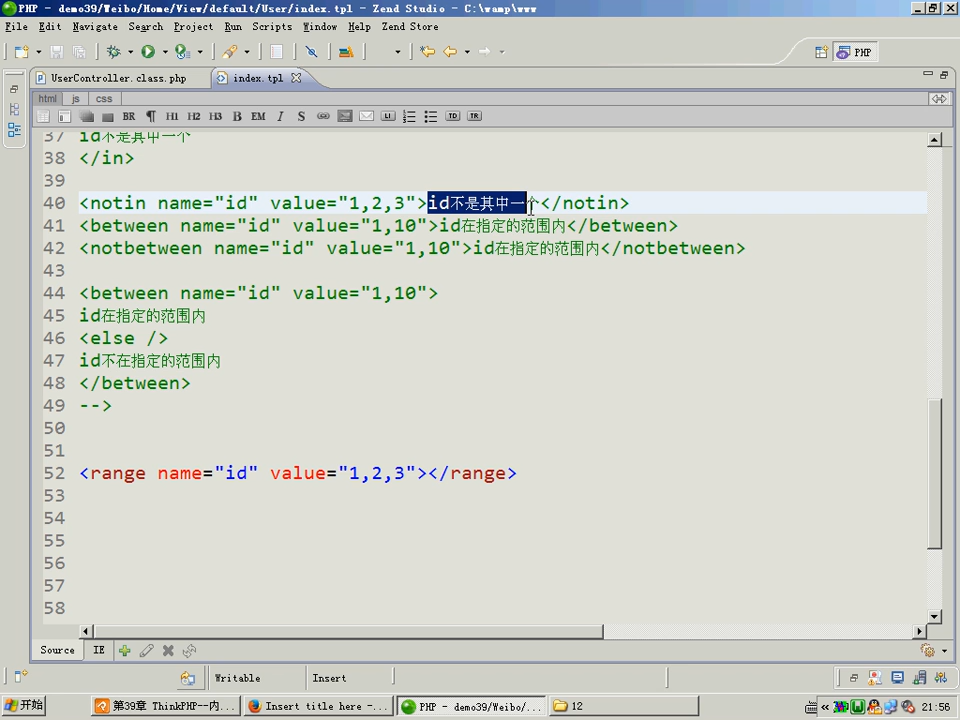 PHP - demo39/Weibo/Home/View/default/User/index.tpl - Zend Studio - C:\wamp\www
File Edit Navigate Search Project Run Scripts Window Help Zend Store
PHP
UserController.class.php index.tpl
html js css
BR ¶ H1 H2 H3 B EM I S LI TD TR
37 id不是其中一个
38 </in>
39
40 <notin name="id" value="1,2,3">id不是其中一个</notin>
41 <between name="id" value="1,10">id在指定的范围内</between>
42 <notbetween name="id" value="1,10">id在指定的范围内</notbetween>
43
44 <between name="id" value="1,10">
45 id在指定的范围内
46 <else />
47 id不在指定的范围内
48 </between>
49 -->
50
51
52 <range name="id" value="1,2,3"></range>
53
54
55
56
57
58
Source IE
Writable Insert
开始 第39章 ThinkPHP--内... Insert title here -... PHP - demo39/Weibo/... 12 21:56